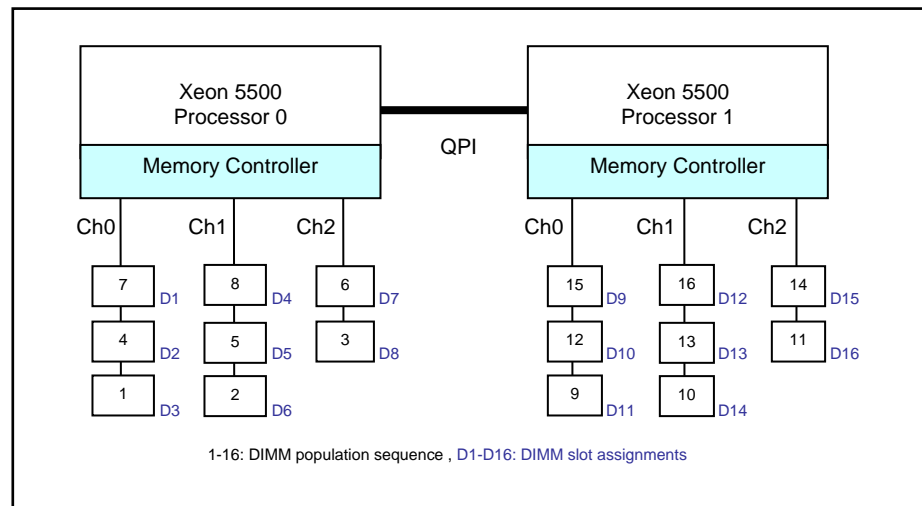 Xeon 5500
Processor 0
Memory Controller
QPI
Xeon 5500
Processor 1
Memory Controller
Ch0 Ch1 Ch2
Ch0 Ch1 Ch2
7 D1 8 D4 6 D7
4 D2 5 D5 3 D8
1 D3 2 D6
15 D9 16 D12 14 D15
12 D10 13 D13 11 D16
9 D11 10 D14
1-16: DIMM population sequence , D1-D16: DIMM slot assignments